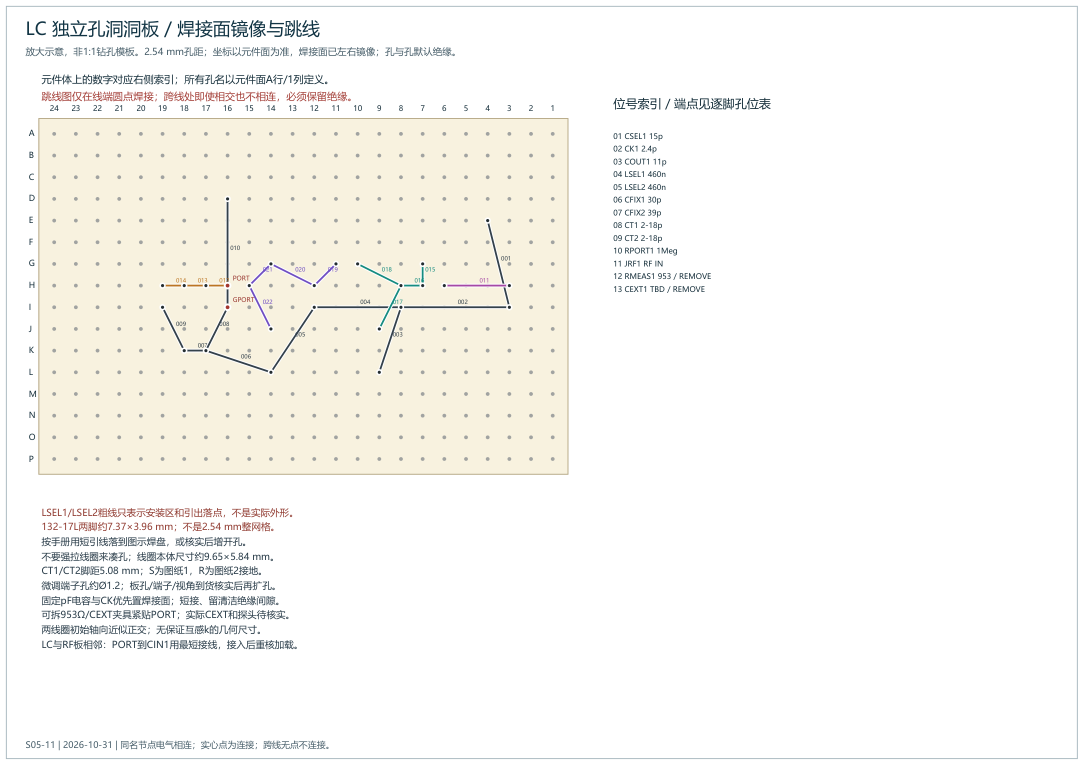 LC 独立孔洞洞板 / 焊接面镜像与跳线
放大示意，非1:1钻孔模板。2.54 mm孔距；坐标以元件面为准，焊接面已左右镜像；孔与孔默认绝缘。
元件体上的数字对应右侧索引；所有孔名以元件面A行/1列定义。
跳线图仅在线端圆点焊接；跨线处即使相交也不相连，必须保留绝缘。
24 23 22 21 20 19 18 17 16 15 14 13 12 11 10 9 8 7 6 5 4 3 2 1
A
B
C
D
E
F
G
H
I
J
K
L
M
N
O
P
010
001
PORT
021
020
019
018
015
014
013
016
011
GPORT
022
004
017
002
009
008
005
003
007
006
位号索引 / 端点见逐脚孔位表
01 CSEL1 15p
02 CK1 2.4p
03 COUT1 11p
04 LSEL1 460n
05 LSEL2 460n
06 CFIX1 30p
07 CFIX2 39p
08 CT1 2-18p
09 CT2 2-18p
10 RPORT1 1Meg
11 JRF1 RF IN
12 RMEAS1 953 / REMOVE
13 CEXT1 TBD / REMOVE
LSEL1/LSEL2粗线只表示安装区和引出落点，不是实际外形。
132-17L两脚约7.37×3.96 mm；不是2.54 mm整网格。
按手册用短引线落到图示焊盘，或核实后增开孔。
不要强拉线圈来凑孔；线圈本体尺寸约9.65×5.84 mm。
CT1/CT2脚距5.08 mm；S为图纸1，R为图纸2接地。
微调端子孔约Ø1.2；板孔/端子/视角到货核实后再扩孔。
固定pF电容与CK优先置焊接面；短接、留清洁绝缘间隙。
可拆953Ω/CEXT夹具紧贴PORT；实际CEXT和探头待核实。
两线圈初始轴向近似正交；无保证互感k的几何尺寸。
LC与RF板相邻：PORT到CIN1用最短接线，接入后重核加载。
S05-11 | 2026-10-31 | 同名节点电气相连；实心点为连接；跨线无点不连接。